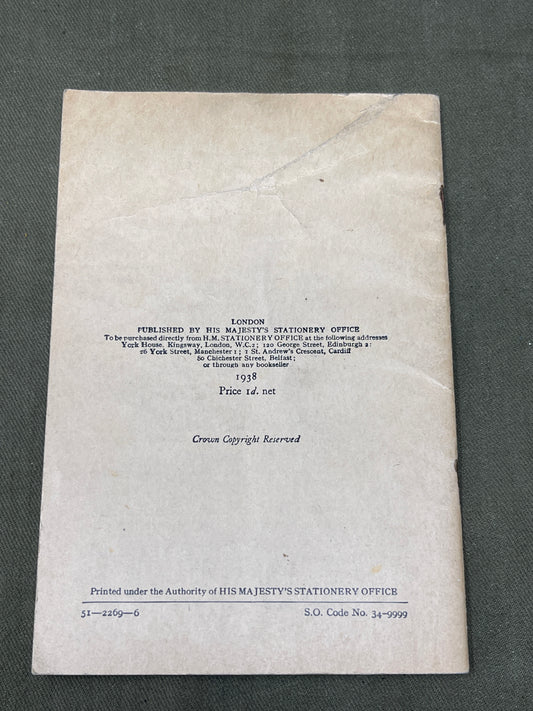 LONDON
PUBLISHED BY HIS MAJESTY'S STATIONERY OFFICE
To be purchased directly from H.M. STATIONERY OFFICE at the following addresses
York House, Kingsway, London, W.C.2; 120 George Street, Edinburgh 2:
26 York Street, Manchester 1; 1 St. Andrew's Crescent, Cardiff
80 Chichester Street, Belfast;
or through any bookseller
1938
Price 1d. net
Crown Copyright Reserved
Printed under the Authority of HIS MAJESTY'S STATIONERY OFFICE
51—2269—6 S.O. Code No. 34-9999